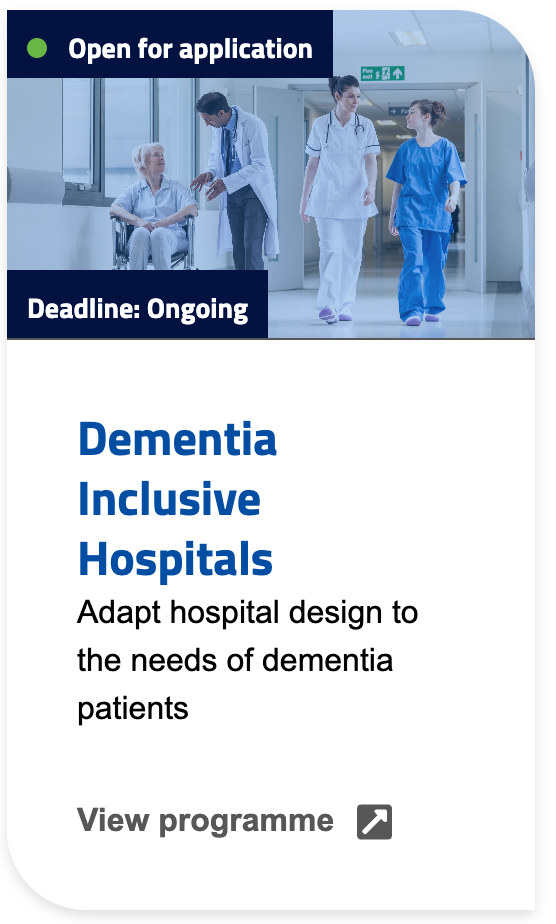 Open for application
Deadline: Ongoing
Dementia
Inclusive
Hospitals
Adapt hospital design to
the needs of dementia
patients
View programme